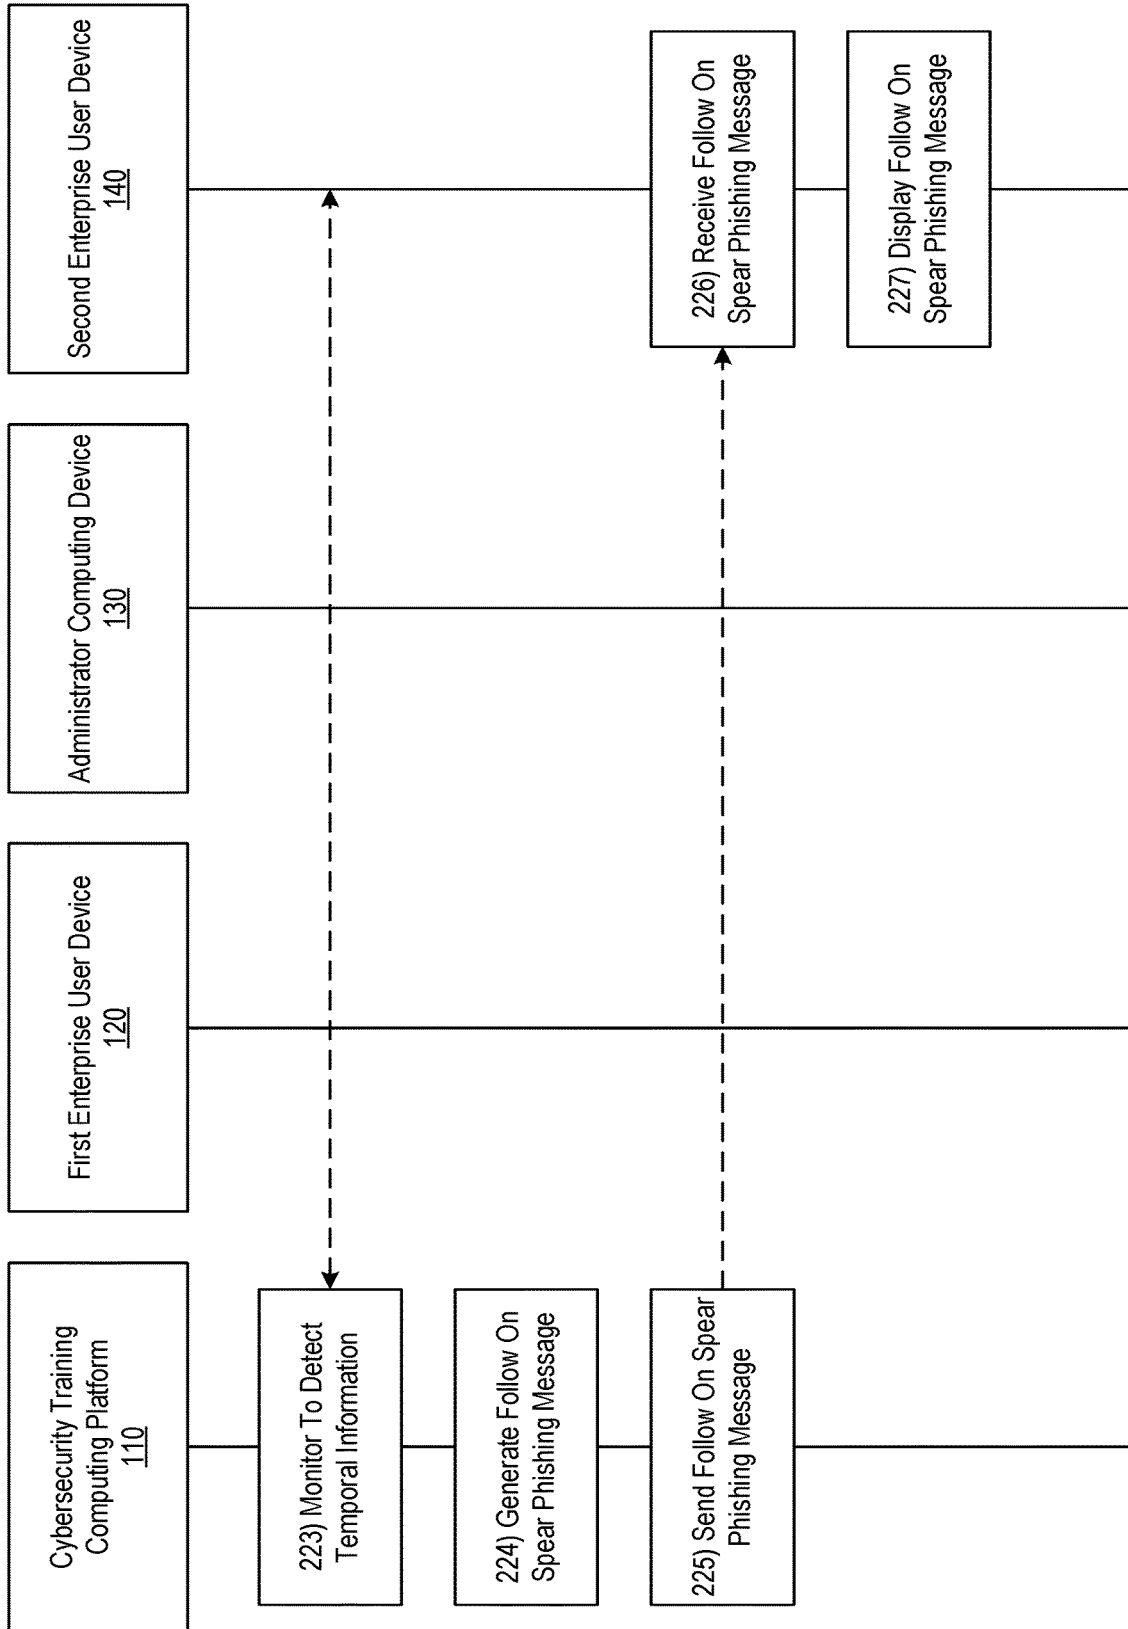 Cybersecurity Training
Computing Platform
110
First Enterprise User Device
120
Administrator Computing Device
130
Second Enterprise User Device
140
223) Monitor To Detect
Temporal Information
224) Generate Follow On
Spear Phishing Message
225) Send Follow On Spear
Phishing Message
226) Receive Follow On
Spear Phishing Message
227) Display Follow On
Spear Phishing Message